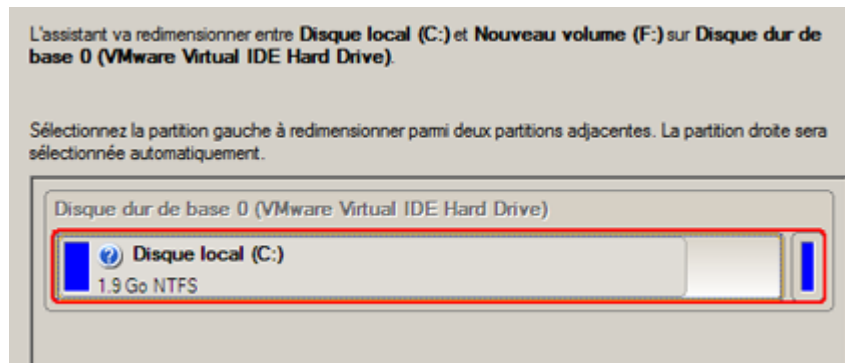 L'assistant va redimensionner entre Disque local (C:) et Nouveau volume (F:) sur Disque dur de
base 0 (VMware Virtual IDE Hard Drive).
Sélectionnez la partition gauche à redimensionner parmi deux partitions adjacentes. La partition droite sera
sélectionnée automatiquement.
Disque dur de base 0 (VMware Virtual IDE Hard Drive)
Disque local (C:)
1.9 Go NTFS